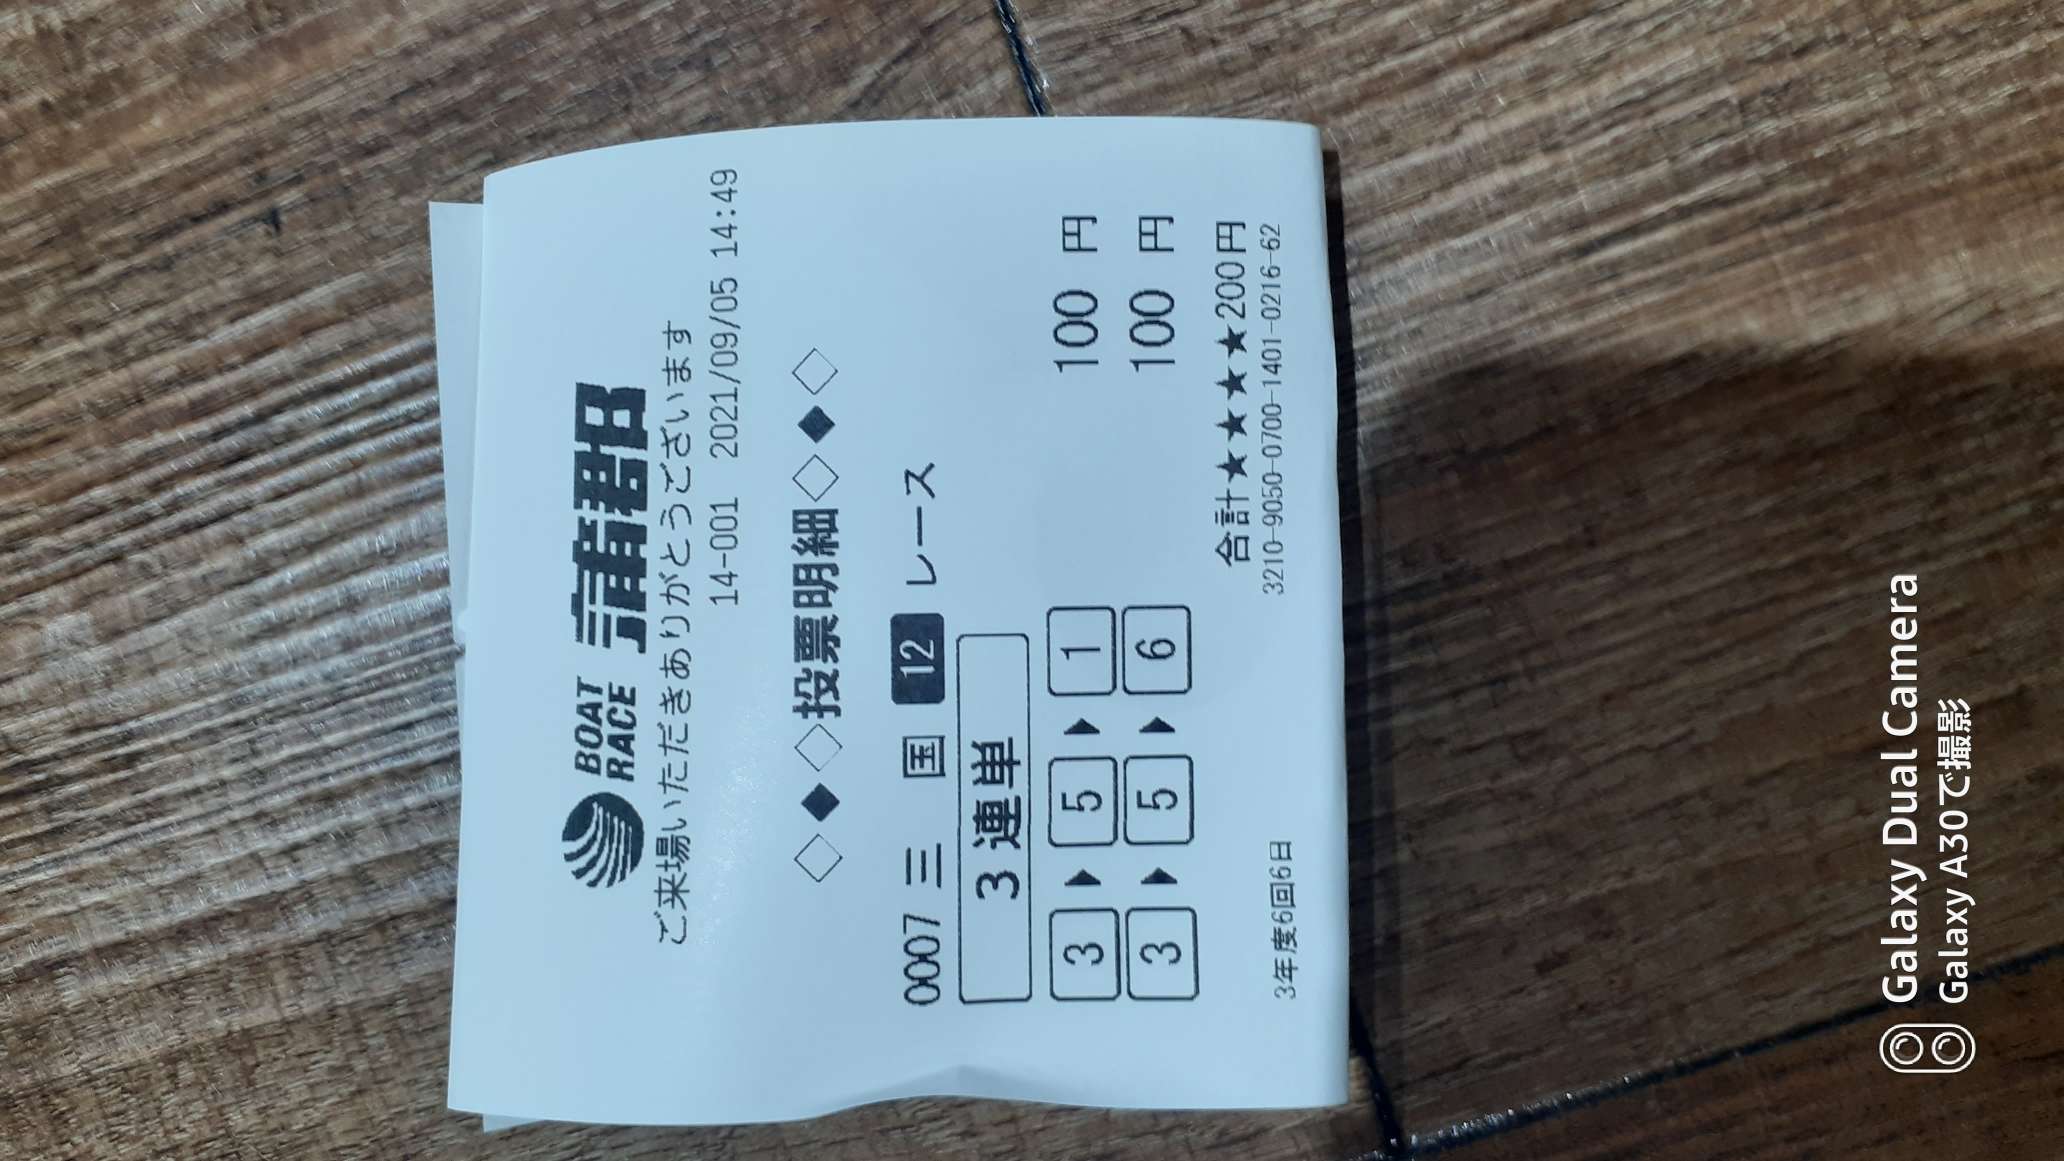 BOAT RACE 蒲郡
ご来場いただきありがとうございます
14-001 2021/09/05 14:49
◇◆◇投票明細◇◆◇
0007 三 国 12 レース
3連単
3▶5▶1 100 円
3▶5▶6 100 円
合計★★★★★200円
3年度6回6日 3210-9050-0700-1401-0216-62
Galaxy Dual Camera
Galaxy A30で撮影